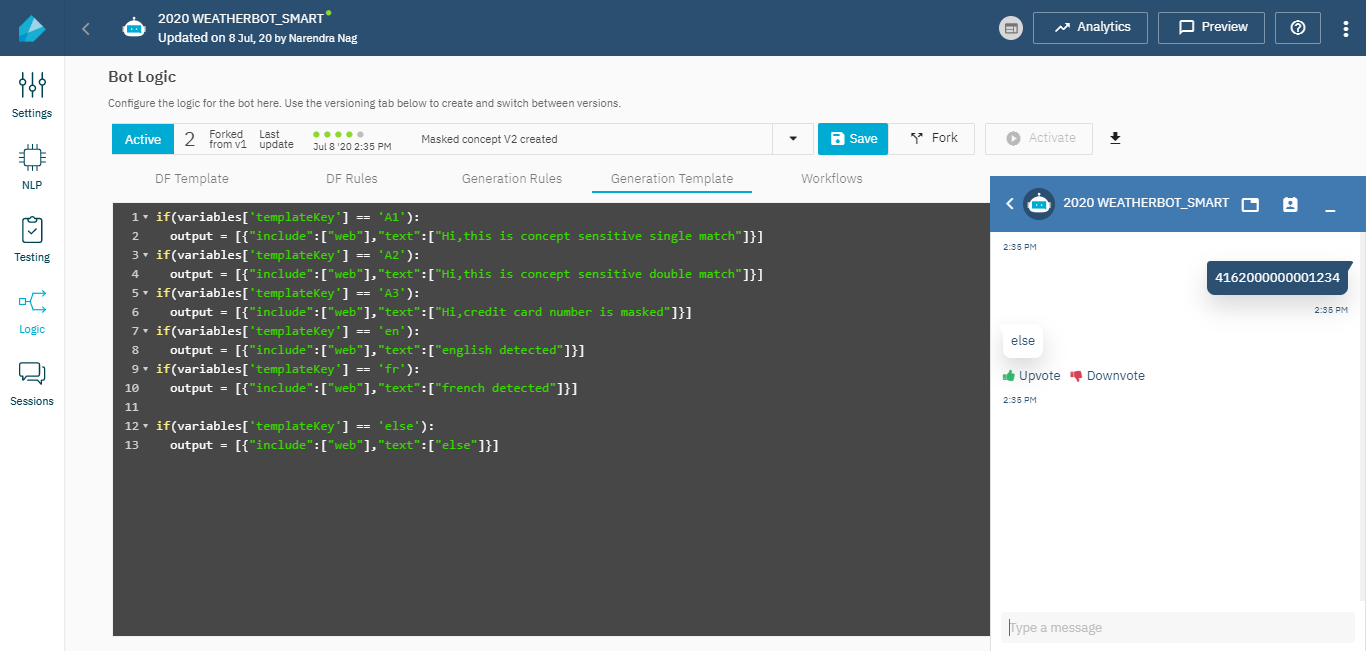 2020 WEATHERBOT_SMART
Updated on 8 Jul, 20 by Narendra Nag
Analytics
Preview
Settings
NLP
Testing
Logic
Sessions
Bot Logic
Configure the logic for the bot here. Use the versioning tab below to create and switch between versions.
Active
2
Forked
from v1
Last
update
Jul 8 '20 2:35 PM
Masked concept V2 created
Save
Fork
Activate
DF Template
DF Rules
Generation Rules
Generation Template
Workflows
1 if(variables['templateKey'] == 'A1'):
2 output = [{"include":["web"],"text":["Hi,this is concept sensitive single match"]}]
3 if(variables['templateKey'] == 'A2'):
4 output = [{"include":["web"],"text":["Hi,this is concept sensitive double match"]}]
5 if(variables['templateKey'] == 'A3'):
6 output = [{"include":["web"],"text":["Hi,credit card number is masked"]}]
7 if(variables['templateKey'] == 'en'):
8 output = [{"include":["web"],"text":["english detected"]}]
9 if(variables['templateKey'] == 'fr'):
10 output = [{"include":["web"],"text":["french detected"]}]
11
12 if(variables['templateKey'] == 'else'):
13 output = [{"include":["web"],"text":["else"]}]
2020 WEATHERBOT_SMART
2:35 PM
4162000000001234
2:35 PM
else
Upvote Downvote
2:35 PM
Type a message